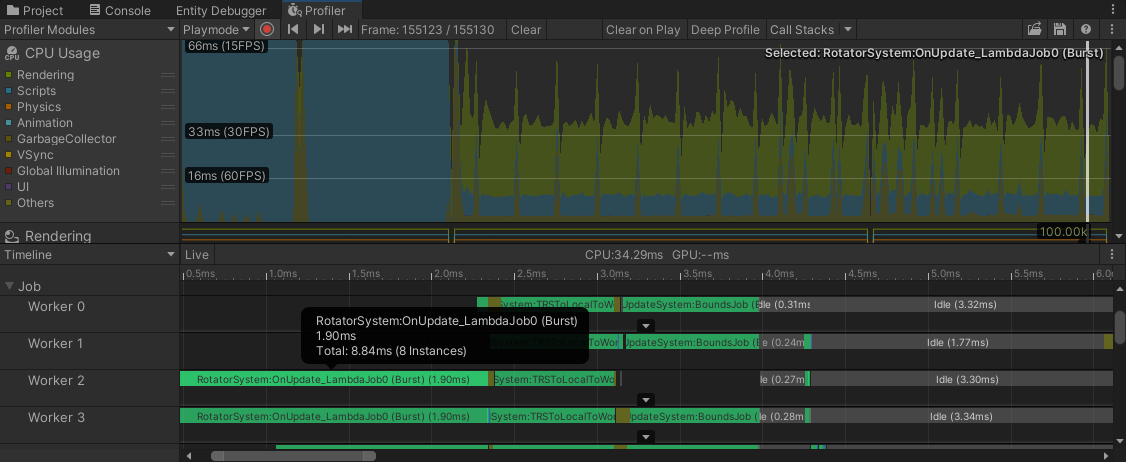 Project Console Entity Debugger Profiler
Profiler Modules Playmode Frame: 155123 / 155130 Clear Clear on Play Deep Profile Call Stacks
CPU Usage
Rendering
Scripts
Physics
Animation
GarbageCollector
VSync
Global Illumination
UI
Others
Rendering
66ms (15FPS)
Selected: RotatorSystem:OnUpdate_LambdaJob0 (Burst)
33ms (30FPS)
16ms (60FPS)
100.00k
Timeline Live CPU:34.29ms GPU:--ms
0.5ms 1.0ms 1.5ms 2.0ms 2.5ms 3.0ms 3.5ms 4.0ms 4.5ms 5.0ms 5.5ms 6.0
Job
Worker 0 System:TRSToLocalToWo UpdateSystem:BoundsJob (0.31ms Idle (3.32ms)
RotatorSystem:OnUpdate_LambdaJob0 (Burst)
1.90ms
Total: 8.84ms (8 Instances)
Worker 1 System:TRSToLocalToWor UpdateSystem:BoundsJob (0.24m Idle (1.77ms)
Worker 2 RotatorSystem:OnUpdate_LambdaJob0 (Burst) (1.90ms) System:TRSToLocalToWo le (0.27m Idle (3.30ms)
Worker 3 RotatorSystem:OnUpdate_LambdaJob0 (Burst) (1.90ms) System:TRSToLocalToWor pdateSystem:BoundsJob (0.28m Idle (3.34ms)